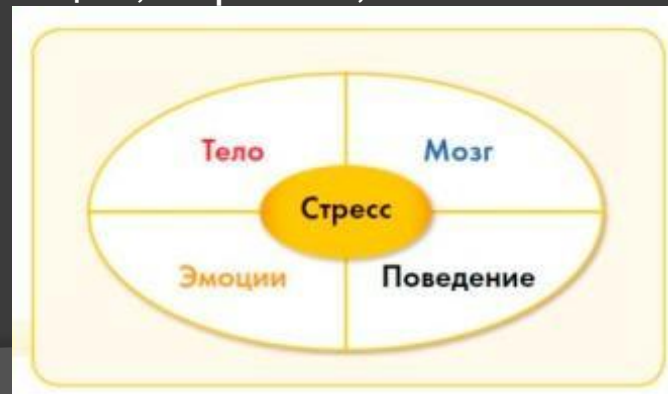 Тело
Мозг
Стресс
Эмоции
Поведение